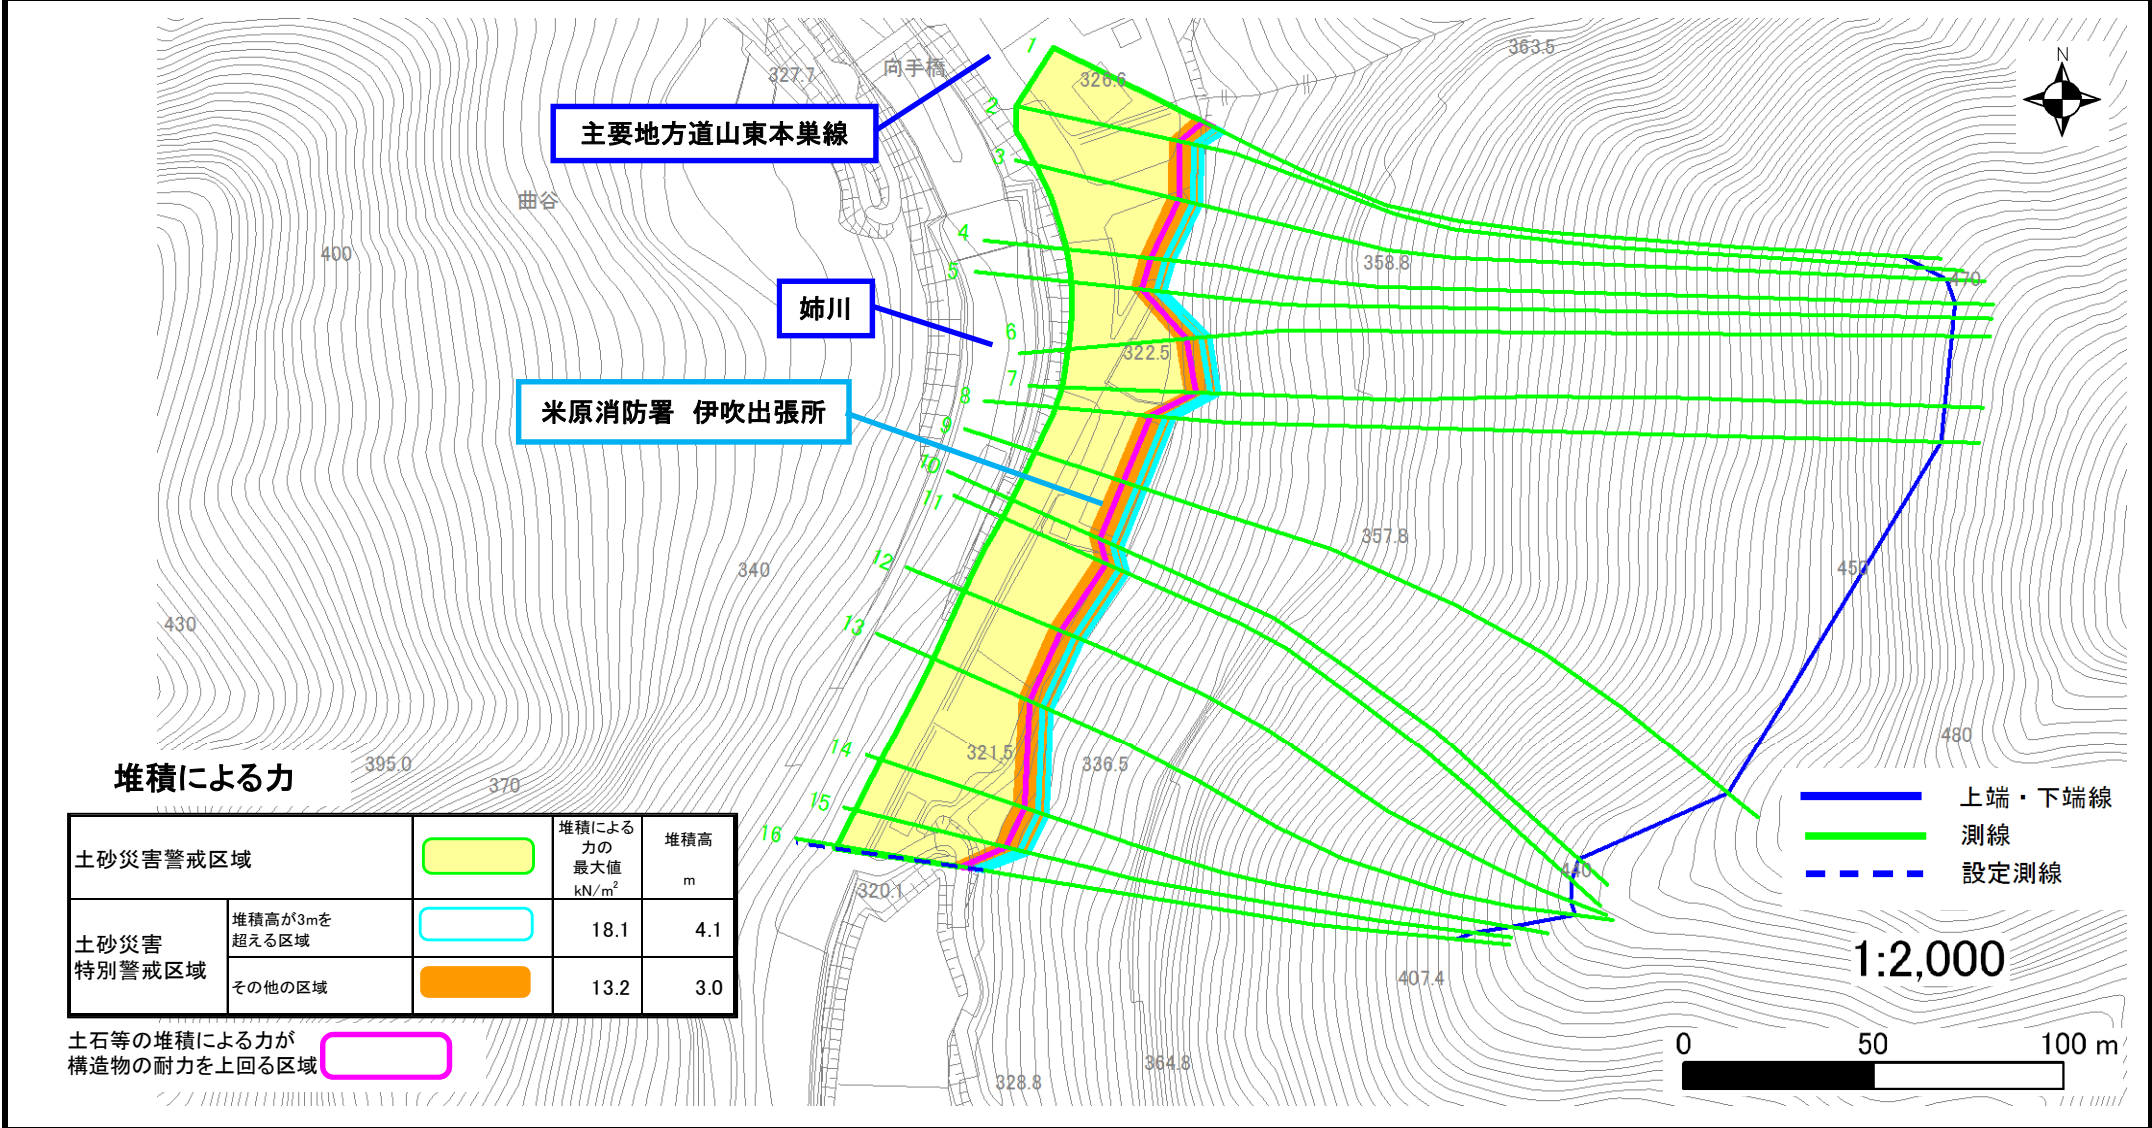 363.5
N
1
326.6
向手橋
327.7
2
主要地方道山東本巣線
3
曲谷
4
400
358.8
5
470
姉川
6
322.5
7
8
米原消防署 伊吹出張所
9
10
11
357.8
12
340
450
13
430
480
14
321.5
336.5
395.0
370
15
16
440
320.1
407.4
364.8
328.8
堆積による力
土砂災害警戒区域
堆積による
力の
最大値
kN/m²
堆積高
m
土砂災害
特別警戒区域
堆積高が3mを
超える区域
18.1
4.1
その他の区域
13.2
3.0
土石等の堆積による力が
構造物の耐力を上回る区域
上端・下端線
測線
設定測線
1:2,000
0 50 100 m